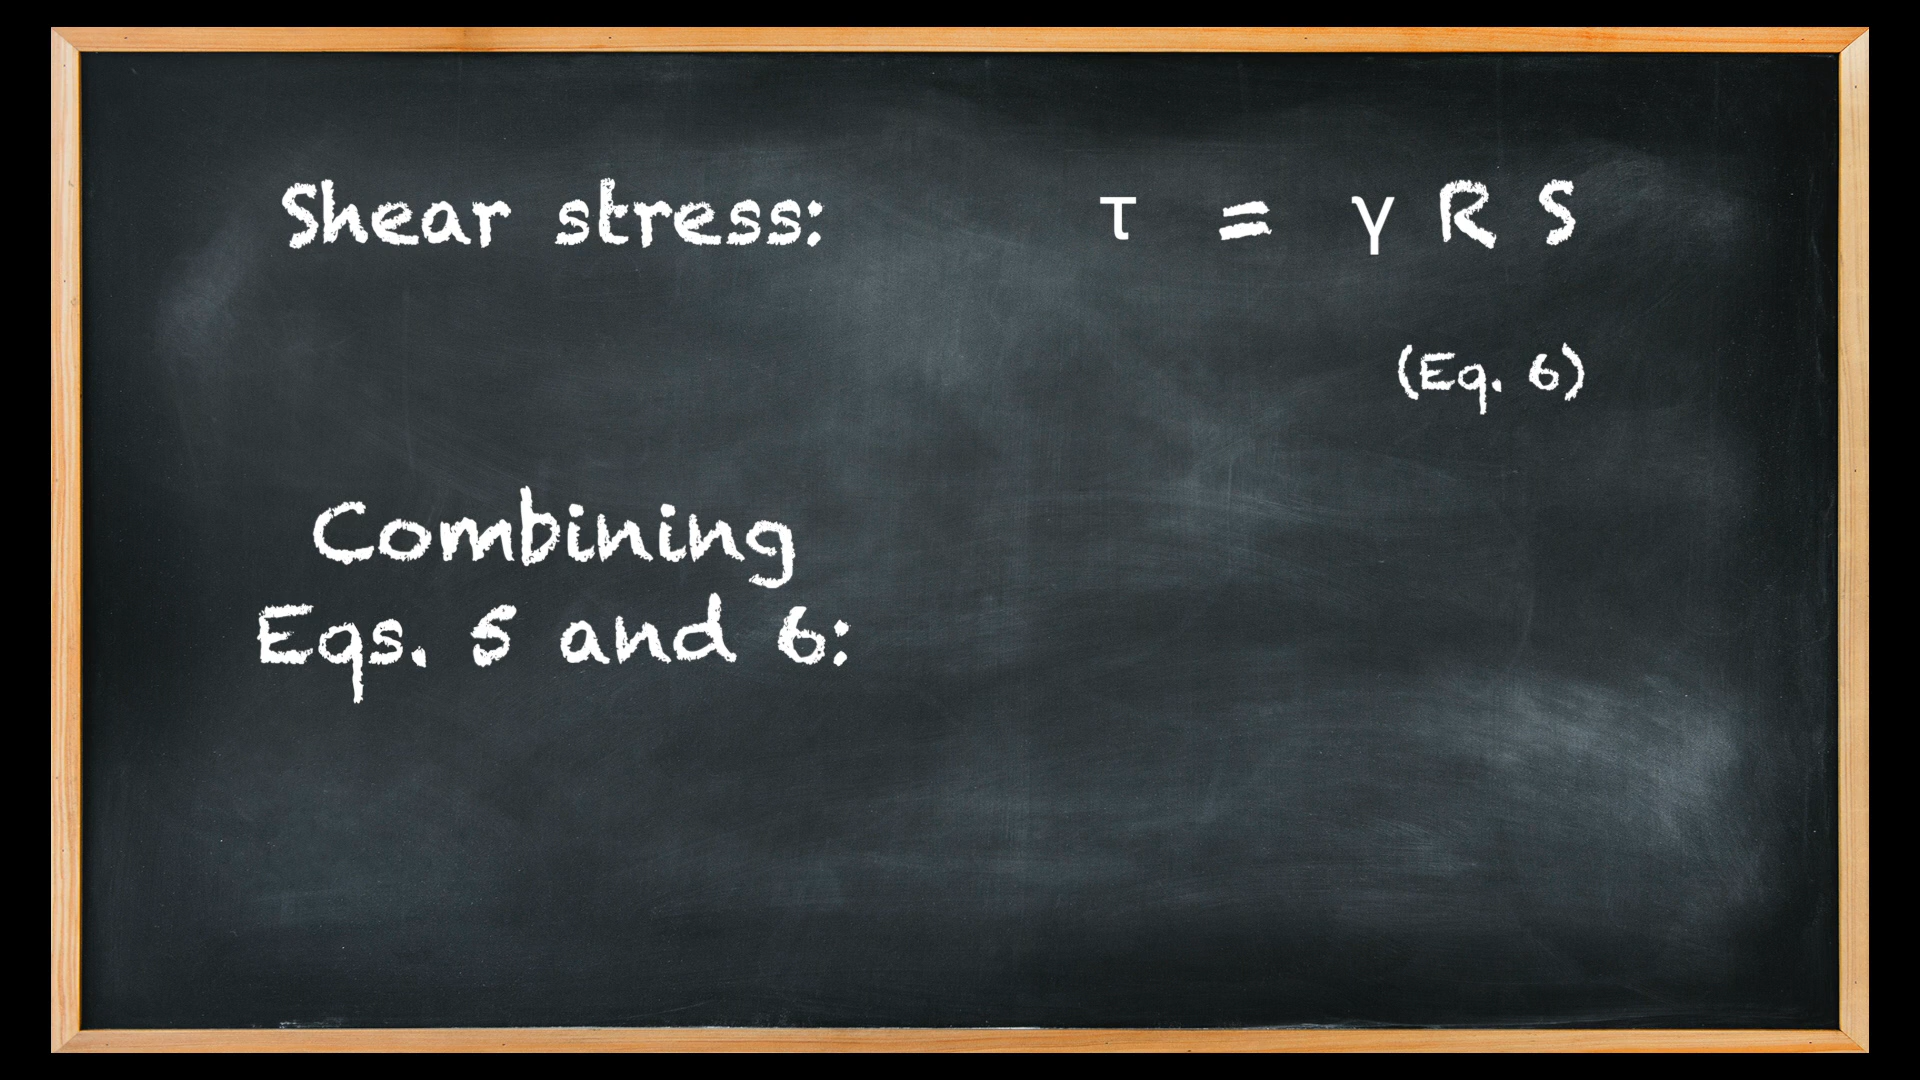 Shear stress: τ = γ R S
(Eq. 6)
Combining
Eqs. 5 and 6: